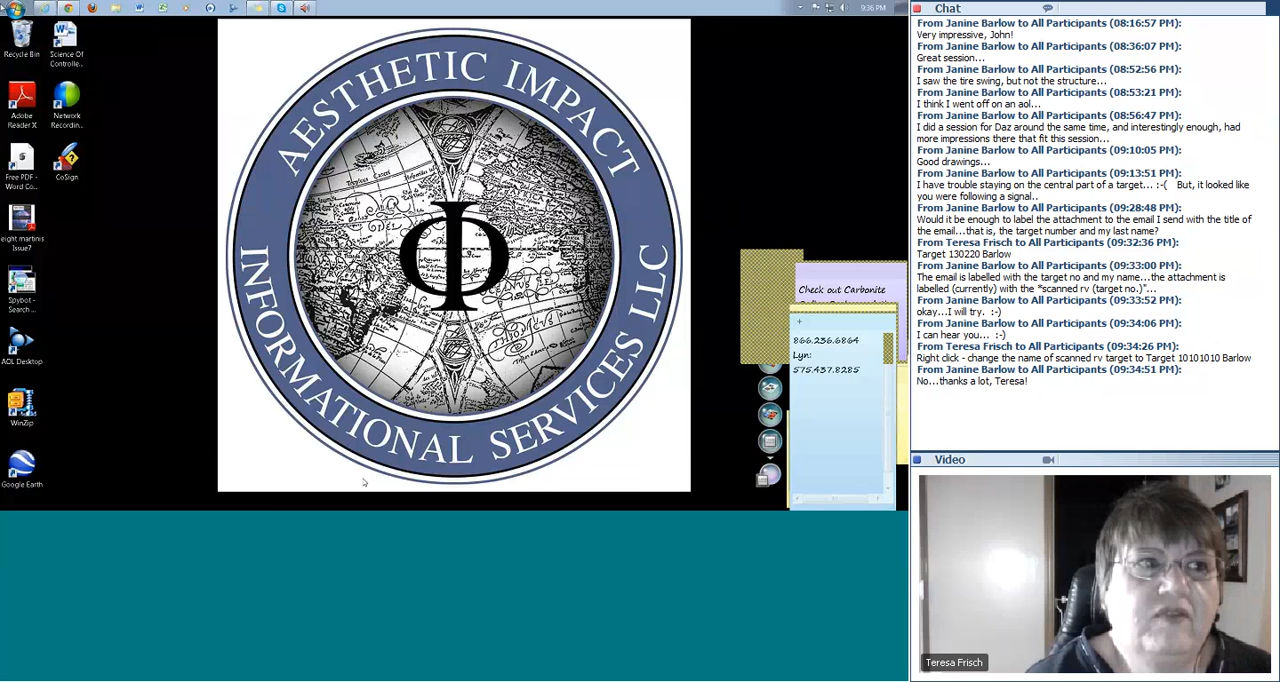 9:36 PM
Recycle Bin
Science Of
Controlle...
Adobe
Reader X
Network
Recordin...
Free PDF -
Word Co...
CoSign
eight martinis
Issue7
Spybot -
Search ...
AOL Desktop
WinZip
Google Earth
AESTHETIC IMPACT
Φ
INFORMATIONAL SERVICES LLC
Check out Carbonite
+
866.236.6864
Lyn:
575.437.8285
Chat
From Janine Barlow to All Participants (08:16:57 PM):
Very impressive, John!
From Janine Barlow to All Participants (08:36:07 PM):
Great session...
From Janine Barlow to All Participants (08:52:56 PM):
I saw the tire swing, but not the structure...
From Janine Barlow to All Participants (08:53:21 PM):
I think I went off on an aol...
From Janine Barlow to All Participants (08:56:47 PM):
I did a session for Daz around the same time, and interestingly enough, had
more impressions there that fit this session...
From Janine Barlow to All Participants (09:10:05 PM):
Good drawings...
From Janine Barlow to All Participants (09:13:51 PM):
I have trouble staying on the central part of a target... :-( But, it looked like
you were following a signal..
From Janine Barlow to All Participants (09:28:48 PM):
Would it be enough to label the attachment to the email I send with the title of
the email...that is, the target number and my last name?
From Teresa Frisch to All Participants (09:32:36 PM):
Target 130220 Barlow
From Janine Barlow to All Participants (09:33:00 PM):
The email is labelled with the target no and my name...the attachment is
labelled (currently) with the *scanned rv (target no.)"...
From Janine Barlow to All Participants (09:33:52 PM):
okay...I will try. :-)
From Janine Barlow to All Participants (09:34:06 PM):
I can hear you... :-)
From Teresa Frisch to All Participants (09:34:26 PM):
Right click - change the name of scanned rv target to Target 10101010 Barlow
From Janine Barlow to All Participants (09:34:51 PM):
No...thanks a lot, Teresa!
Video
Teresa Frisch